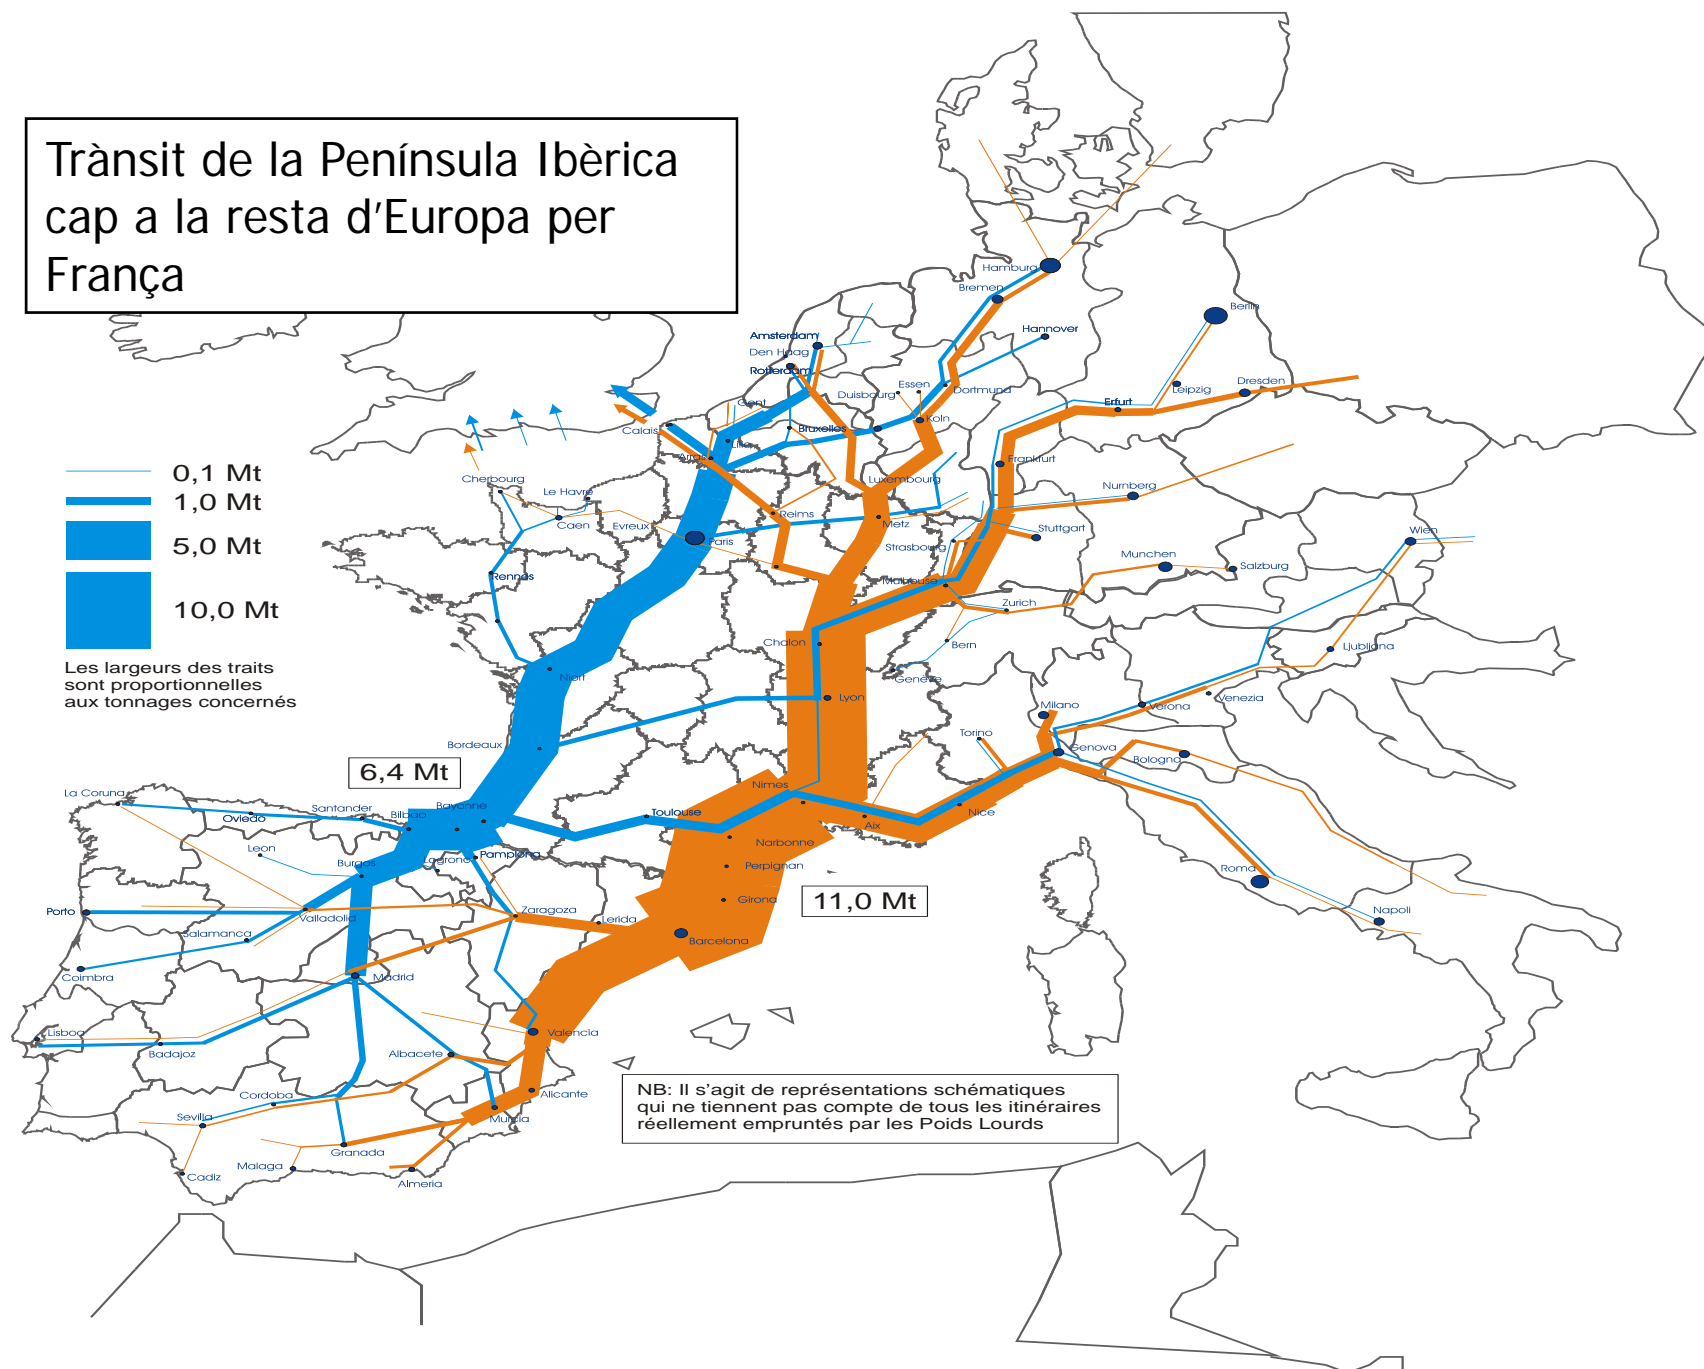 Trànsit de la Península Ibèrica
cap a la resta d'Europa per
França
0,1 Mt
1,0 Mt
5,0 Mt
10,0 Mt
Les largeurs des traits
sont proportionnelles
aux tonnages concernés
6,4 Mt
11,0 Mt
NB: Il s'agit de représentations schématiques
qui ne tiennent pas compte de tous les itinéraires
réellement empruntés par les Poids Lourds
Hamburg
Bremen
Berlin
Amsterdam
Hannover
Den Haag
Rotterdam
Essen
Duisbourg
Dortmund
Leipzig
Dresden
Gent
Erfurt
Calais
Lille
Bruxelles
Koln
Arras
Frankfurt
Cherbourg
Le Havre
Luxembourg
Nurnberg
Caen
Evreux
Reims
Metz
Paris
Stuttgart
Wien
Strasbourg
Munchen
Salzburg
Rennes
Mulhouse
Zurich
Chalon
Bern
Ljubljana
Niort
Genève
Lyon
Milano
Verona
Venezia
Torino
Bordeaux
Genova
Bologna
Nimes
La Coruna
Santander
Bayonne
Oviedo
Bilbao
Toulouse
Aix
Nice
Leon
Narbonne
Burgos
Logrono
Pamplona
Perpignan
Roma
Girona
Porto
Valladolid
Zaragoza
Lerida
Napoli
Salamanca
Barcelona
Coimbra
Madrid
Lisboa
Valencia
Badajoz
Albacete
Alicante
Cordoba
Sevilla
Murcia
Granada
Malaga
Cadiz
Almeria